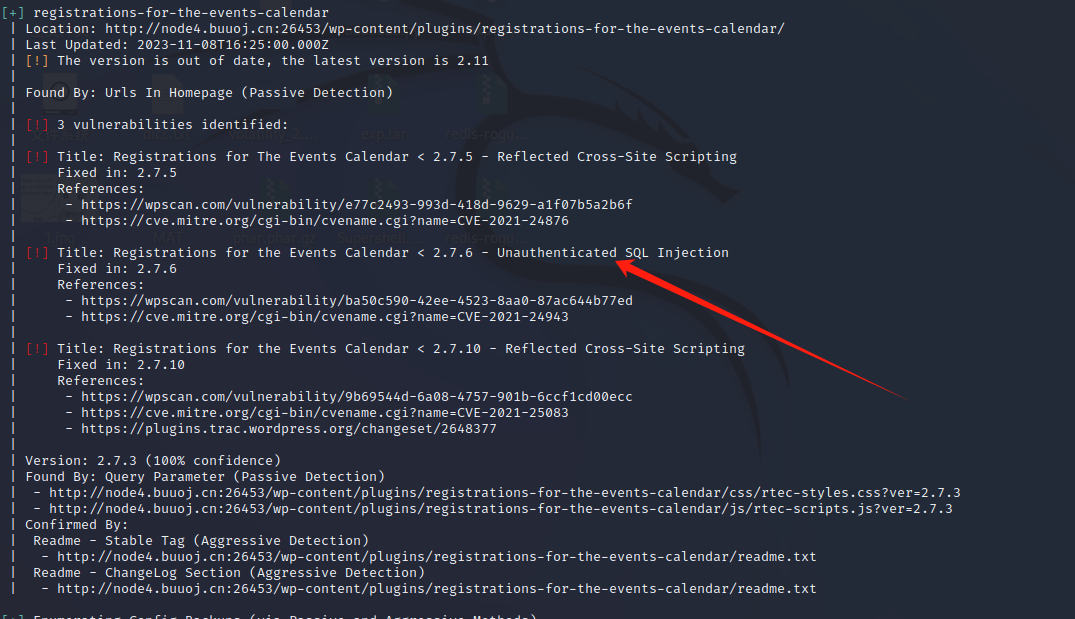 [+] registrations-for-the-events-calendar
| Location: http://node4.buuoj.cn:26453/wp-content/plugins/registrations-for-the-events-calendar/
| Last Updated: 2023-11-08T16:25:00.000Z
| [!] The version is out of date, the latest version is 2.11
|
| Found By: Urls In Homepage (Passive Detection)
|
| [!] 3 vulnerabilities identified:
|
| [!] Title: Registrations for The Events Calendar < 2.7.5 - Reflected Cross-Site Scripting
|     Fixed in: 2.7.5
|     References:
|      - https://wpscan.com/vulnerability/e77c2493-993d-418d-9629-a1f07b5a2b6f
|      - https://cve.mitre.org/cgi-bin/cvename.cgi?name=CVE-2021-24876
|
| [!] Title: Registrations for the Events Calendar < 2.7.6 - Unauthenticated SQL Injection
|     Fixed in: 2.7.6
|     References:
|      - https://wpscan.com/vulnerability/ba50c590-42ee-4523-8aa0-87ac644b77ed
|      - https://cve.mitre.org/cgi-bin/cvename.cgi?name=CVE-2021-24943
|
| [!] Title: Registrations for the Events Calendar < 2.7.10 - Reflected Cross-Site Scripting
|     Fixed in: 2.7.10
|     References:
|      - https://wpscan.com/vulnerability/9b69544d-6a08-4757-901b-6ccf1cd00ecc
|      - https://cve.mitre.org/cgi-bin/cvename.cgi?name=CVE-2021-25083
|      - https://plugins.trac.wordpress.org/changeset/2648377
|
| Version: 2.7.3 (100% confidence)
| Found By: Query Parameter (Passive Detection)
|  - http://node4.buuoj.cn:26453/wp-content/plugins/registrations-for-the-events-calendar/css/rtec-styles.css?ver=2.7.3
|  - http://node4.buuoj.cn:26453/wp-content/plugins/registrations-for-the-events-calendar/js/rtec-scripts.js?ver=2.7.3
| Confirmed By:
|  Readme - Stable Tag (Aggressive Detection)
|   - http://node4.buuoj.cn:26453/wp-content/plugins/registrations-for-the-events-calendar/readme.txt
|  Readme - ChangeLog Section (Aggressive Detection)
|   - http://node4.buuoj.cn:26453/wp-content/plugins/registrations-for-the-events-calendar/readme.txt